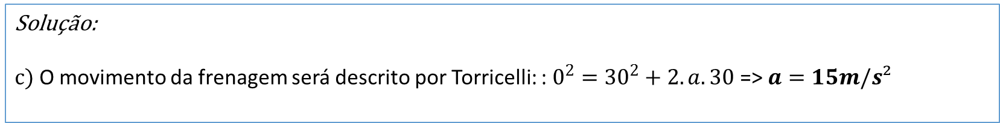 Solução:
c) O movimento da frenagem será descrito por Torricelli: : 0² = 30² + 2. a. 30 => a = 15m/s²